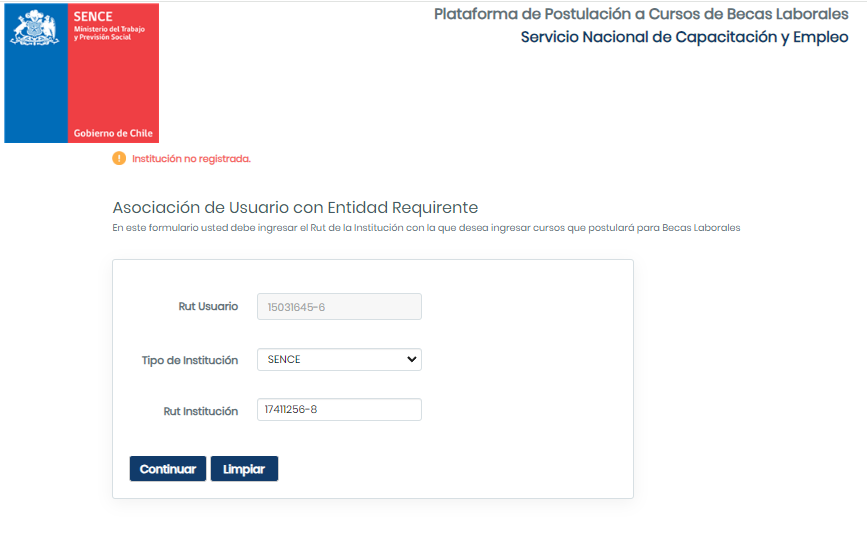 SENCE
Ministerio del Trabajo
y Previsión Social
Gobierno de Chile
Plataforma de Postulación a Cursos de Becas Laborales
Servicio Nacional de Capacitación y Empleo
! Institución no registrada.
Asociación de Usuario con Entidad Requirente
En este formulario usted debe ingresar el Rut de la Institución con la que desea ingresar cursos que postulará para Becas Laborales
Rut Usuario 15031645-6
Tipo de Institución SENCE
Rut Institución 17411256-8
Continuar Limpiar